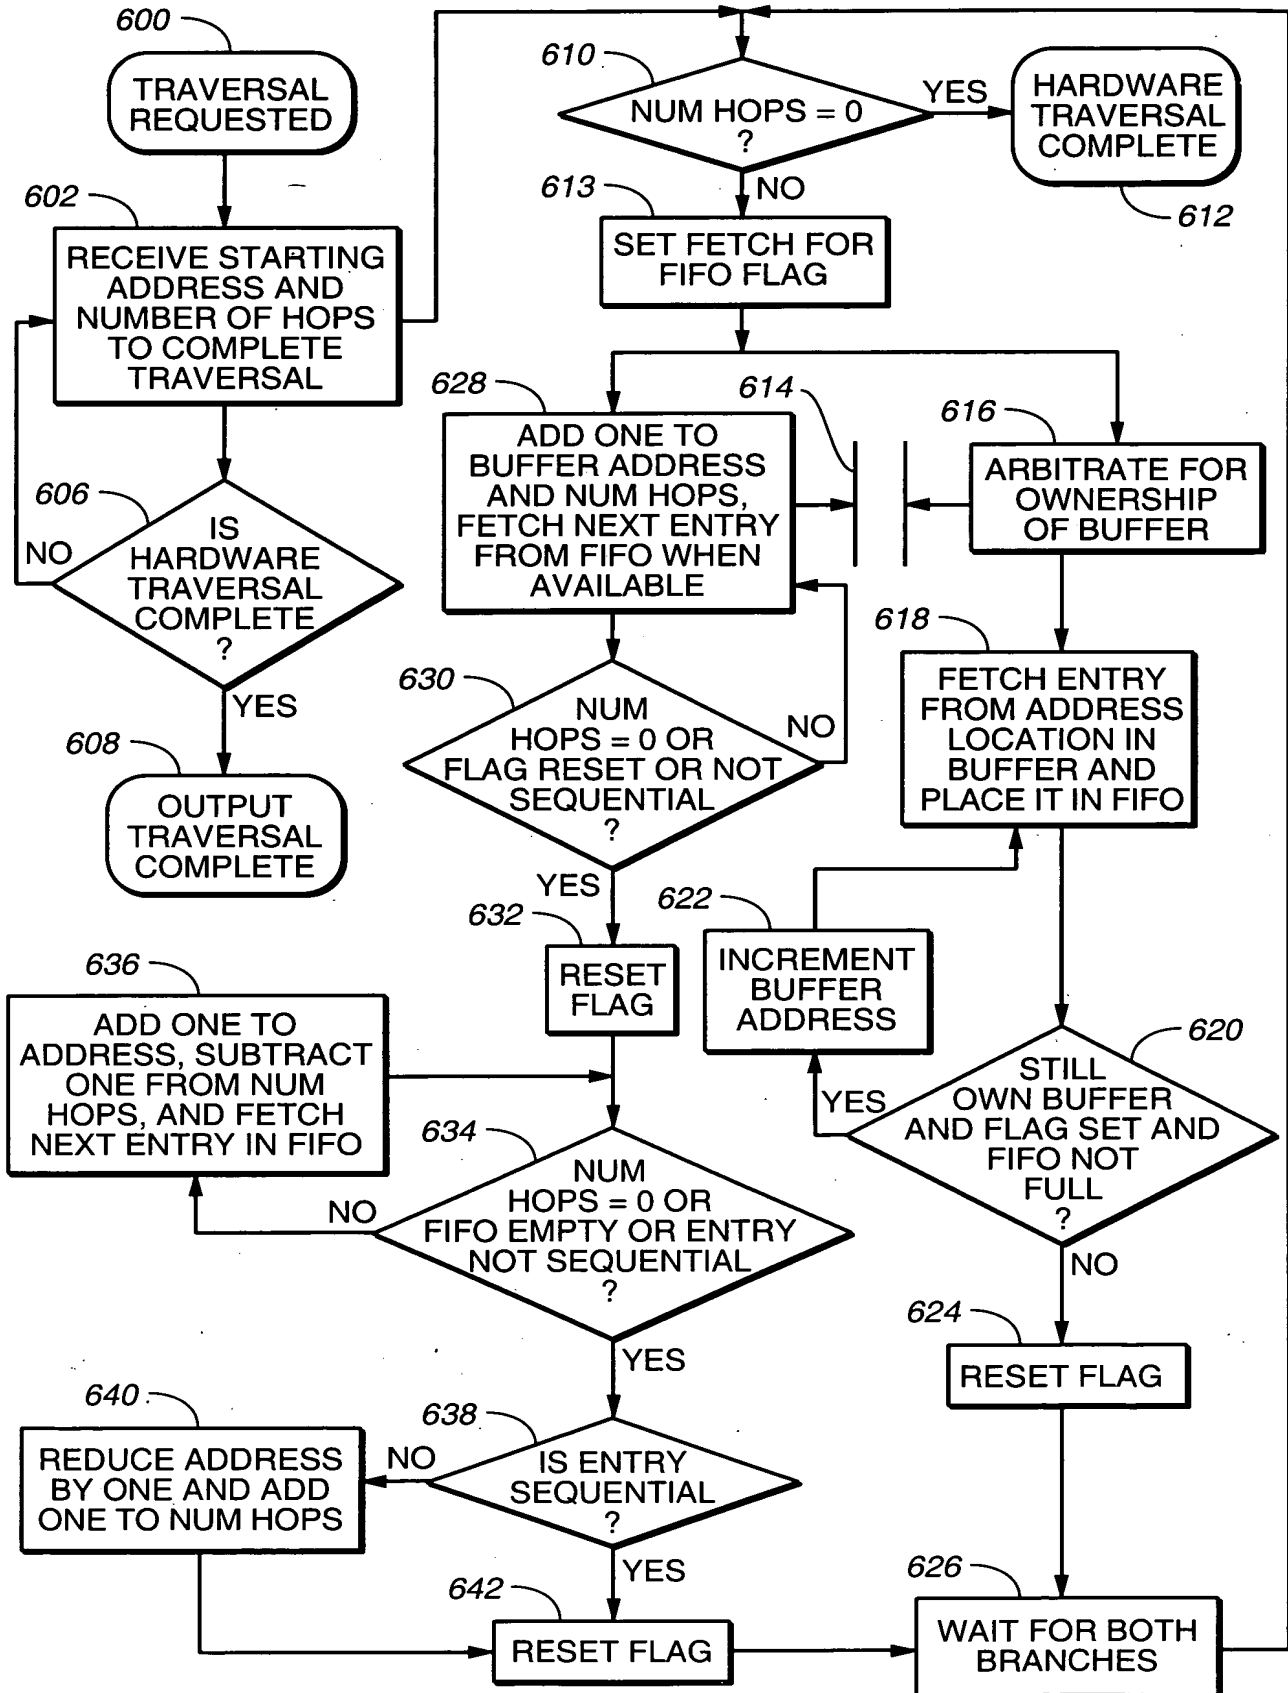 600
TRAVERSAL
REQUESTED
602
RECEIVE STARTING
ADDRESS AND
NUMBER OF HOPS
TO COMPLETE
TRAVERSAL
606
IS
HARDWARE
TRAVERSAL
COMPLETE
?
NO
YES
608
OUTPUT
TRAVERSAL
COMPLETE
610
NUM HOPS = 0
?
YES
HARDWARE
TRAVERSAL
COMPLETE
612
NO
613
SET FETCH FOR
FIFO FLAG
628
ADD ONE TO
BUFFER ADDRESS
AND NUM HOPS,
FETCH NEXT ENTRY
FROM FIFO WHEN
AVAILABLE
614
616
ARBITRATE FOR
OWNERSHIP
OF BUFFER
618
FETCH ENTRY
FROM ADDRESS
LOCATION IN
BUFFER AND
PLACE IT IN FIFO
630
NUM
HOPS = 0 OR
FLAG RESET OR NOT
SEQUENTIAL
?
NO
YES
632
RESET
FLAG
622
INCREMENT
BUFFER
ADDRESS
620
STILL
OWN BUFFER
AND FLAG SET AND
FIFO NOT
FULL
?
YES
NO
636
ADD ONE TO
ADDRESS, SUBTRACT
ONE FROM NUM
HOPS, AND FETCH
NEXT ENTRY IN FIFO
634
NUM
HOPS = 0 OR
FIFO EMPTY OR ENTRY
NOT SEQUENTIAL
?
NO
YES
624
RESET FLAG
640
REDUCE ADDRESS
BY ONE AND ADD
ONE TO NUM HOPS
638
IS ENTRY
SEQUENTIAL
?
NO
YES
642
RESET FLAG
626
WAIT FOR BOTH
BRANCHES